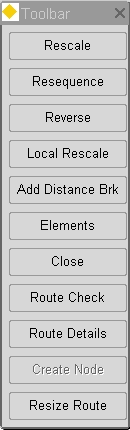 Toolbar
Rescale
Resequence
Reverse
Local Rescale
Add Distance Brk
Elements
Close
Route Check
Route Details
Create Node
Resize Route